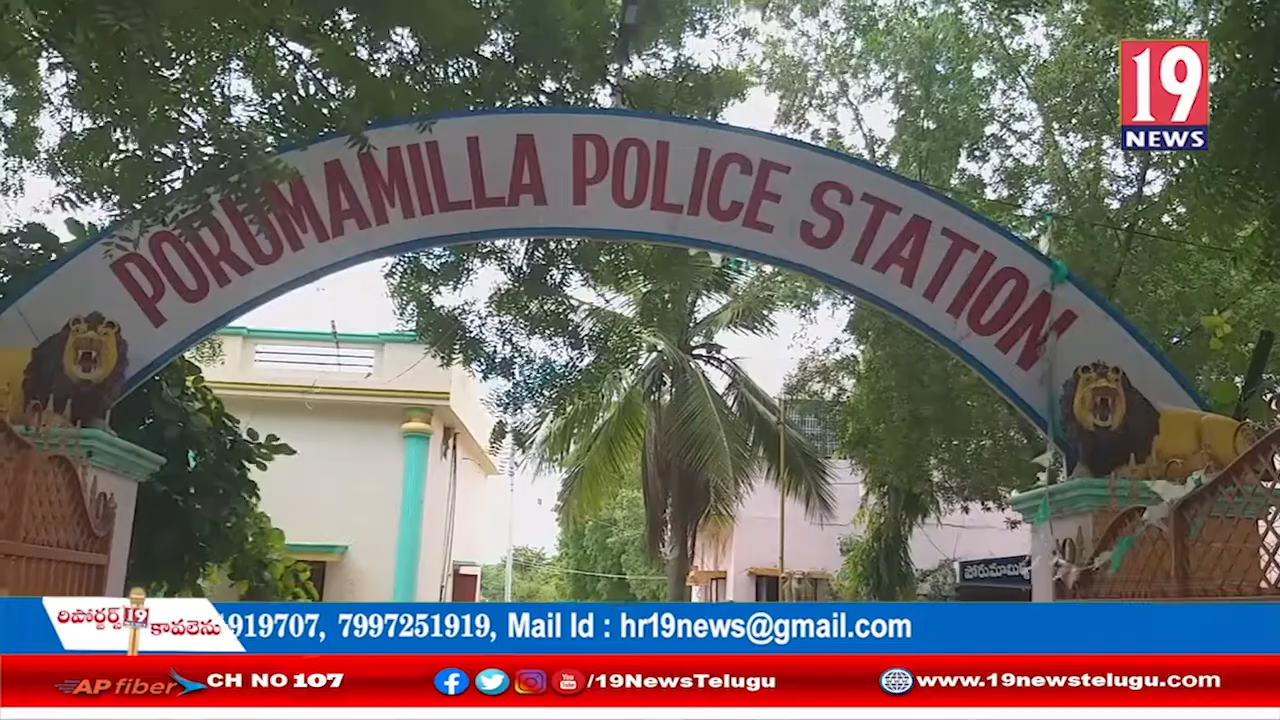 19
NEWS
PORUMAMILLA POLICE STATION
రిపోర్టర్స్ 
కావలెను
919707, 7997251919, Mail Id : hr19news@gmail.com
AP fiber CH NO 107
/19NewsTelugu
www.19newstelugu.com